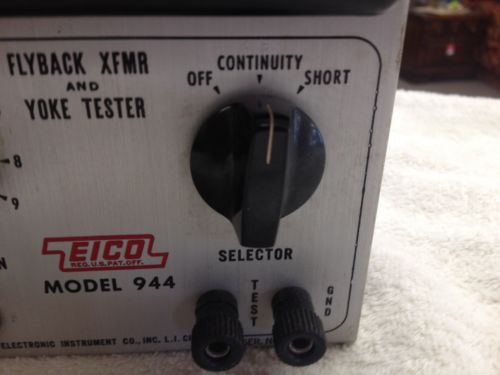 FLYBACK XFMR
AND
YOKE TESTER
CONTINUITY
OFF
SHORT
8
9
SELECTOR
EICO
REG. U.S. PAT. OFF.
MODEL 944
TEST
GND
ELECTRONIC INSTRUMENT CO., INC. L.I.